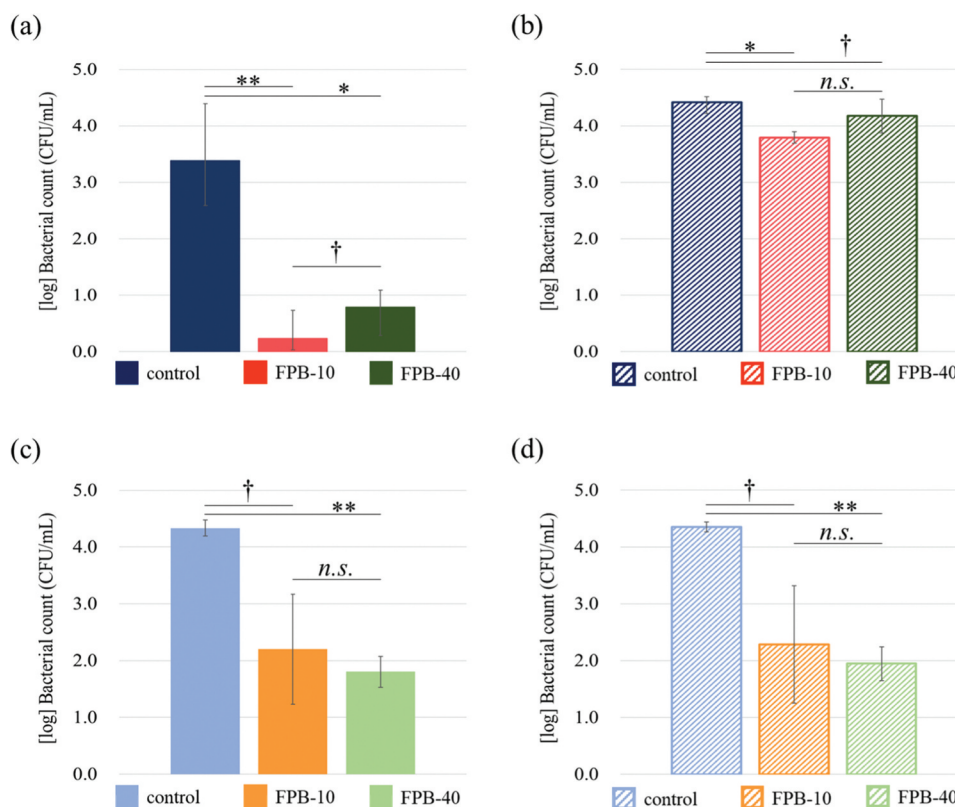 (a)
[log] Bacterial count (CFU/mL)
5.0
4.0
3.0
2.0
1.0
0.0
**
*
†
control
FPB-10
FPB-40
(b)
[log] Bacterial count (CFU/mL)
5.0
4.0
3.0
2.0
1.0
0.0
*
†
n.s.
control
FPB-10
FPB-40
(c)
[log] Bacterial count (CFU/mL)
5.0
4.0
3.0
2.0
1.0
0.0
†
**
n.s.
control
FPB-10
FPB-40
(d)
[log] Bacterial count (CFU/mL)
5.0
4.0
3.0
2.0
1.0
0.0
†
**
n.s.
control
FPB-10
FPB-40